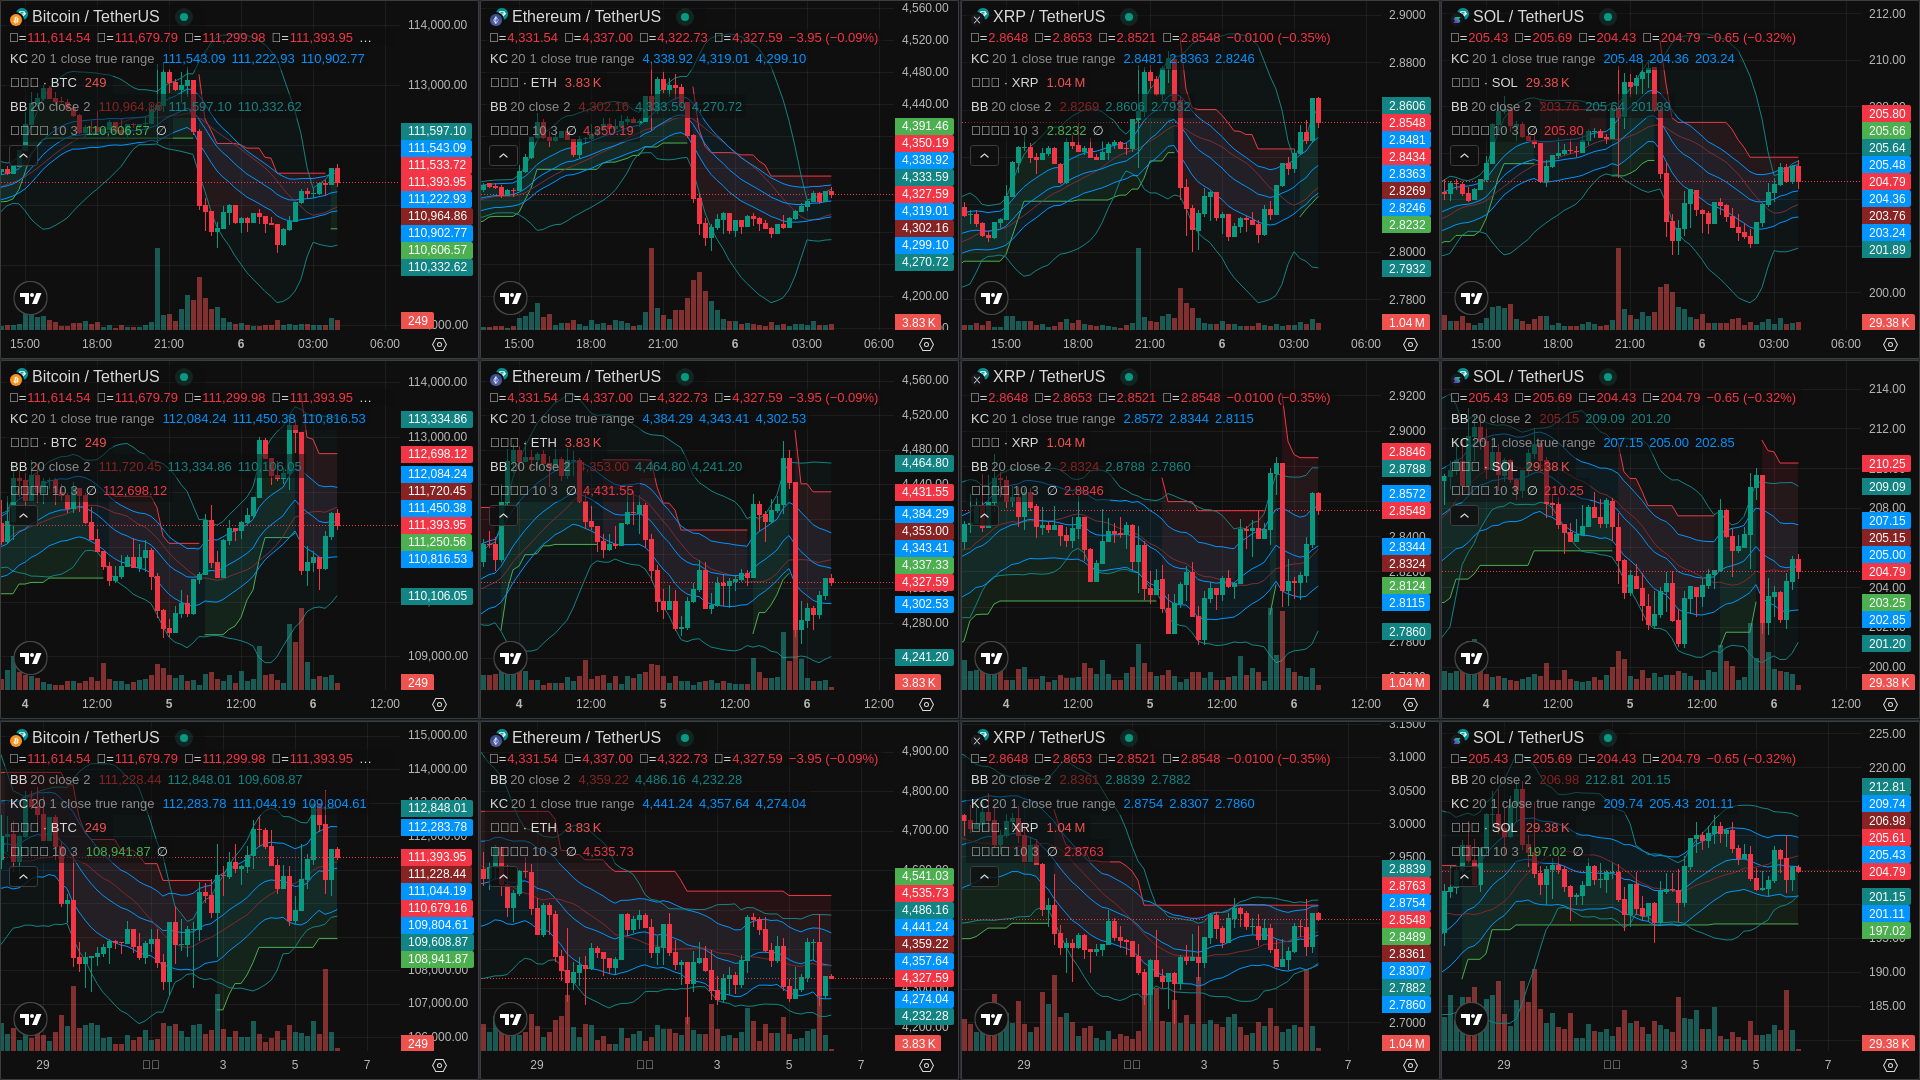 Bitcoin / TetherUS
=111,614.54 =111,679.79 =111,299.98 =111,393.95 ...
KC 20 1 close true range 111,543.09 111,222.93 110,902.77
· BTC 249
BB 20 close 2 110,964.86 111,597.10 110,332.62
10 3 110,606.57 ∅
114,000.00
113,000.00
111,597.10
111,543.09
111,533.72
111,393.95
111,222.93
110,964.86
110,902.77
110,606.57
110,332.62
249
15:00 18:00 21:00 6 03:00 06:00
Ethereum / TetherUS
=4,331.54 =4,337.00 =4,322.73 =4,327.59 −3.95 (−0.09%)
KC 20 1 close true range 4,338.92 4,319.01 4,299.10
· ETH 3.83 K
BB 20 close 2 4,302.16 4,333.59 4,270.72
10 3 ∅ 4,350.19
4,560.00
4,520.00
4,480.00
4,440.00
4,391.46
4,350.19
4,338.92
4,333.59
4,327.59
4,319.01
4,302.16
4,299.10
4,270.72
4,200.00
3.83 K
15:00 18:00 21:00 6 03:00 06:00
XRP / TetherUS
=2.8648 =2.8653 =2.8521 =2.8548 −0.0100 (−0.35%)
KC 20 1 close true range 2.8481 2.8363 2.8246
· XRP 1.04 M
BB 20 close 2 2.8269 2.8606 2.7932
10 3 2.8232 ∅
2.9000
2.8800
2.8606
2.8548
2.8481
2.8434
2.8363
2.8269
2.8246
2.8232
2.8000
2.7932
2.7800
1.04 M
15:00 18:00 21:00 6 03:00 06:00
SOL / TetherUS
=205.43 =205.69 =204.43 =204.79 −0.65 (−0.32%)
KC 20 1 close true range 205.48 204.36 203.24
· SOL 29.38 K
BB 20 close 2 203.76 205.64 201.89
10 3 ∅ 205.80
212.00
210.00
205.80
205.66
205.64
205.48
204.79
204.36
203.76
203.24
201.89
200.00
29.38 K
15:00 18:00 21:00 6 03:00 06:00
Bitcoin / TetherUS
=111,614.54 =111,679.79 =111,299.98 =111,393.95 ...
KC 20 1 close true range 112,084.24 111,450.38 110,816.53
· BTC 249
BB 20 close 2 111,720.45 113,334.86 110,106.05
10 3 ∅ 112,698.12
114,000.00
113,334.86
113,000.00
112,698.12
112,084.24
111,720.45
111,450.38
111,393.95
111,250.56
110,816.53
110,106.05
109,000.00
249
4 12:00 5 12:00 6 12:00
Ethereum / TetherUS
=4,331.54 =4,337.00 =4,322.73 =4,327.59 −3.95 (−0.09%)
KC 20 1 close true range 4,384.29 4,343.41 4,302.53
· ETH 3.83 K
BB 20 close 2 4,353.00 4,464.80 4,241.20
10 3 ∅ 4,431.55
4,560.00
4,520.00
4,480.00
4,464.80
4,431.55
4,384.29
4,353.00
4,343.41
4,337.33
4,327.59
4,302.53
4,280.00
4,241.20
3.83 K
4 12:00 5 12:00 6 12:00
XRP / TetherUS
=2.8648 =2.8653 =2.8521 =2.8548 −0.0100 (−0.35%)
KC 20 1 close true range 2.8572 2.8344 2.8115
· XRP 1.04 M
BB 20 close 2 2.8324 2.8788 2.7860
10 3 ∅ 2.8846
2.9200
2.9000
2.8846
2.8788
2.8572
2.8548
2.8344
2.8324
2.8124
2.8115
2.7860
2.7800
1.04 M
4 12:00 5 12:00 6 12:00
SOL / TetherUS
=205.43 =205.69 =204.43 =204.79 −0.65 (−0.32%)
BB 20 close 2 205.15 209.09 201.20
KC 20 1 close true range 207.15 205.00 202.85
· SOL 29.38 K
10 3 ∅ 210.25
214.00
212.00
210.25
209.09
208.00
207.15
205.15
205.00
204.79
204.00
203.25
202.85
201.20
200.00
29.38 K
4 12:00 5 12:00 6 12:00
Bitcoin / TetherUS
=111,614.54 =111,679.79 =111,299.98 =111,393.95 ...
BB 20 close 2 111,228.44 112,848.01 109,608.87
KC 20 1 close true range 112,283.78 111,044.19 109,804.61
· BTC 249
10 3 108,941.87 ∅
115,000.00
114,000.00
112,848.01
112,283.78
111,393.95
111,228.44
111,044.19
110,679.16
109,804.61
109,608.87
108,941.87
108,000.00
107,000.00
249
29 3 5 7
Ethereum / TetherUS
=4,331.54 =4,337.00 =4,322.73 =4,327.59 −3.95 (−0.09%)
BB 20 close 2 4,359.22 4,486.16 4,232.28
KC 20 1 close true range 4,441.24 4,357.64 4,274.04
· ETH 3.83 K
10 3 ∅ 4,535.73
4,900.00
4,800.00
4,700.00
4,541.03
4,535.73
4,486.16
4,441.24
4,359.22
4,357.64
4,327.59
4,274.04
4,232.28
4,200.00
3.83 K
29 3 5 7
XRP / TetherUS
=2.8648 =2.8653 =2.8521 =2.8548 −0.0100 (−0.35%)
BB 20 close 2 2.8361 2.8839 2.7882
KC 20 1 close true range 2.8754 2.8307 2.7860
· XRP 1.04 M
10 3 ∅ 2.8763
3.1500
3.1000
3.0500
3.0000
2.9500
2.8839
2.8763
2.8754
2.8548
2.8489
2.8361
2.8307
2.7882
2.7860
2.7000
1.04 M
29 3 5 7
SOL / TetherUS
=205.43 =205.69 =204.43 =204.79 −0.65 (−0.32%)
BB 20 close 2 206.98 212.81 201.15
KC 20 1 close true range 209.74 205.43 201.11
· SOL 29.38 K
10 3 197.02 ∅
225.00
220.00
212.81
209.74
206.98
205.61
205.43
204.79
201.15
201.11
197.02
195.00
190.00
185.00
29.38 K
29 3 5 7